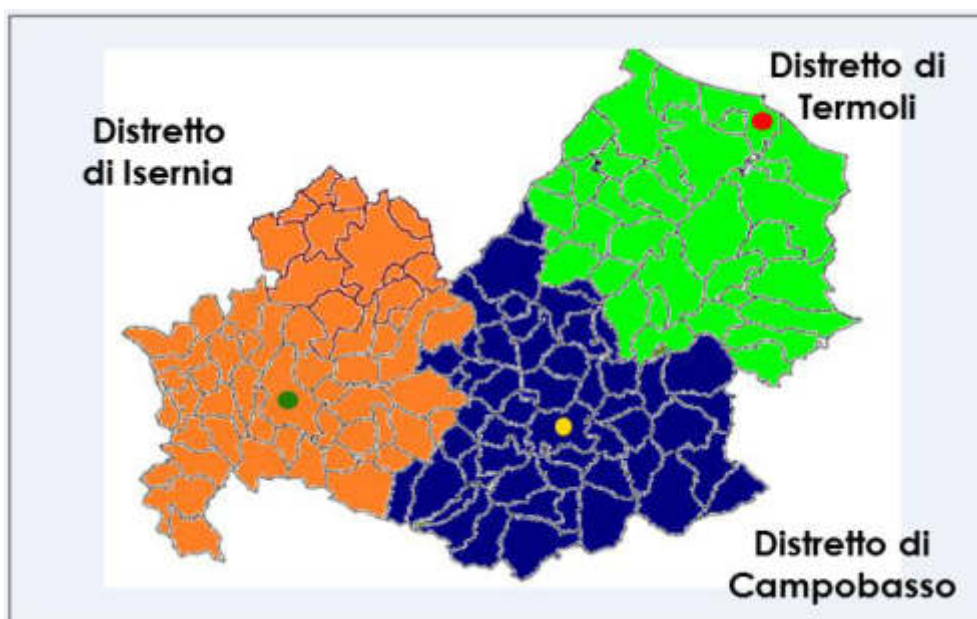 Distretto di
Termoli
Distretto
di Isernia
Distretto di
Campobasso